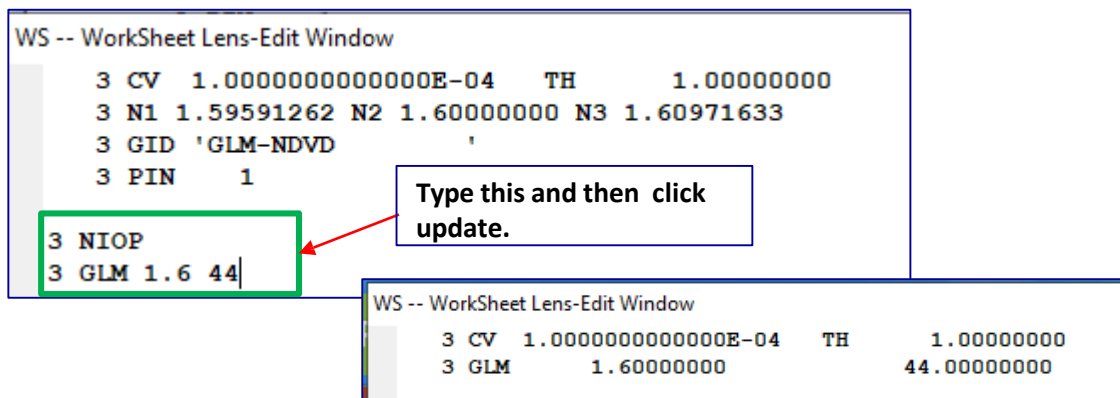 WS -- WorkSheet Lens-Edit Window
3 CV 1.0000000000000E-04 TH 1.00000000
3 N1 1.59591262 N2 1.60000000 N3 1.60971633
3 GID 'GLM-NDVD '
3 PIN 1
Type this and then click
update.
3 NIOP
3 GLM 1.6 44
WS -- WorkSheet Lens-Edit Window
3 CV 1.0000000000000E-04 TH 1.00000000
3 GLM 1.60000000 44.00000000